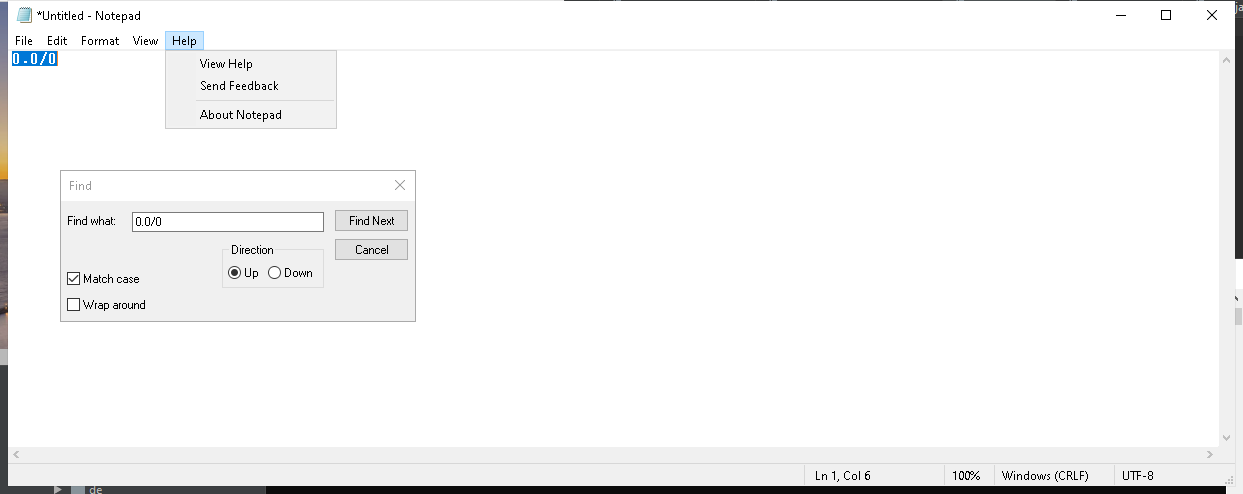 *Untitled - Notepad
File Edit Format View Help
0.0/0
View Help
Send Feedback
About Notepad
Find
Find what: 0.0/0 Find Next
Direction Cancel
Up Down
Match case
Wrap around
Ln 1, Col 6 100% Windows (CRLF) UTF-8
de